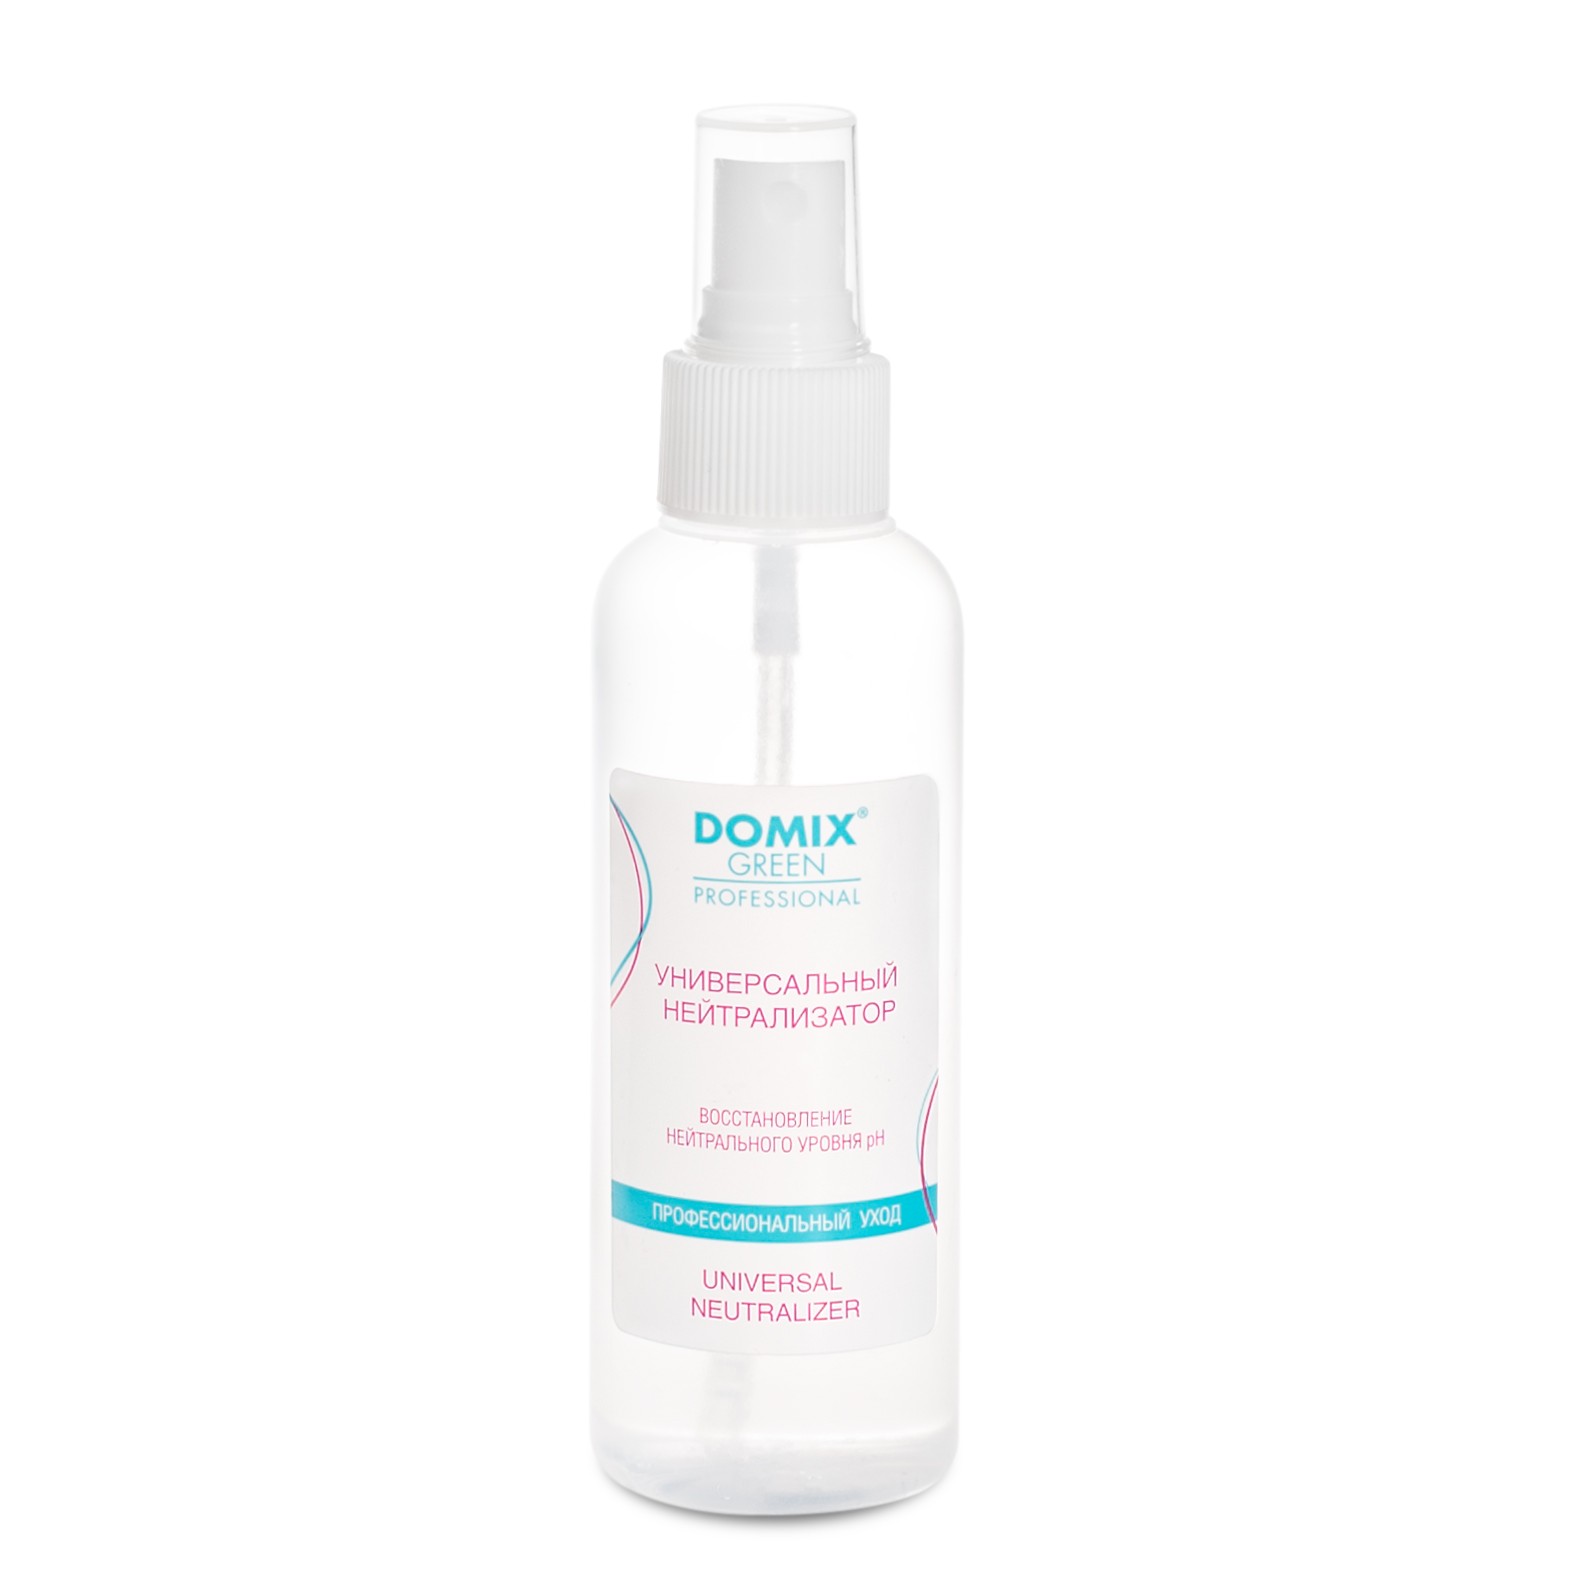 DOMIX®
GREEN
PROFESSIONAL
УНИВЕРСАЛЬНЫЙ
НЕЙТРАЛИЗАТОР
ВОССТАНОВЛЕНИЕ
НЕЙТРАЛЬНОГО УРОВНЯ pH
ПРОФЕССИОНАЛЬНЫЙ УХОД
UNIVERSAL
NEUTRALIZER